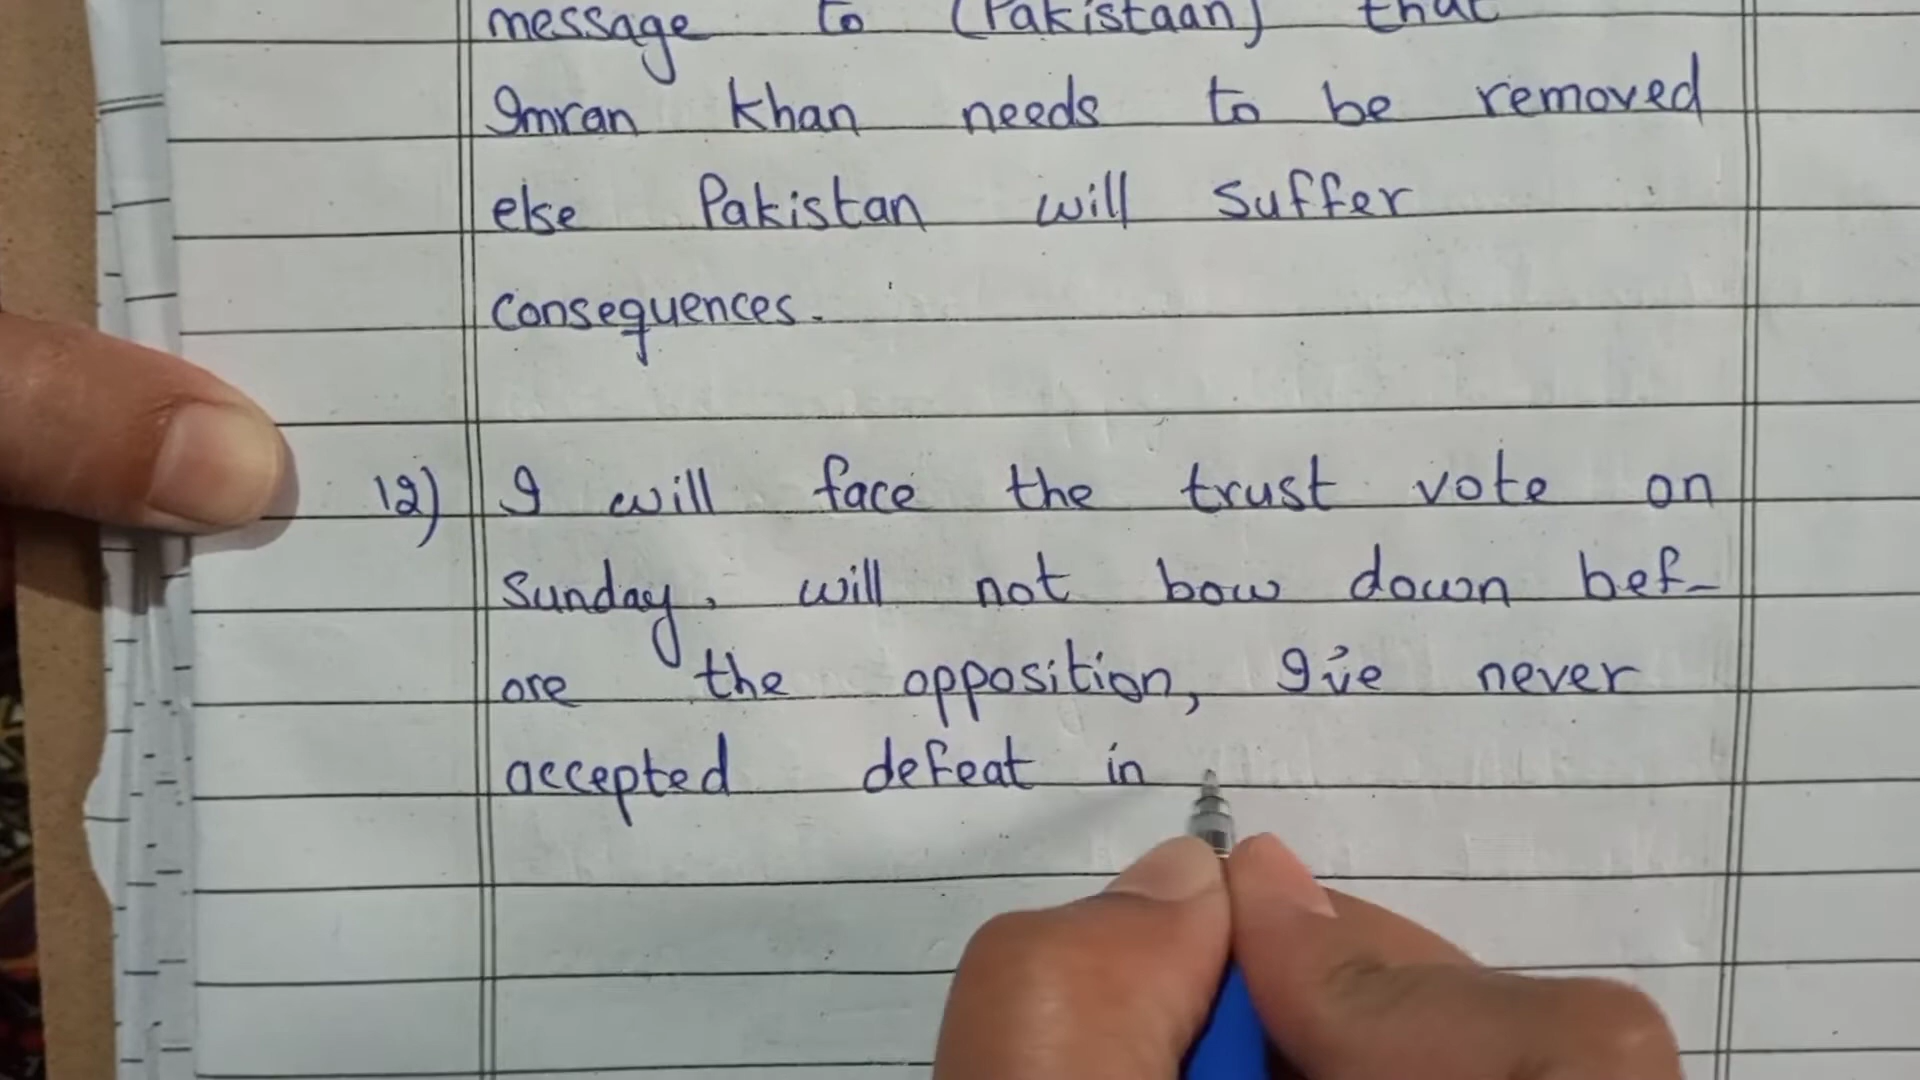 message to (Pakistaan) that
Imran Khan needs to be removed
else Pakistan will suffer
consequences.
12) I will face the trust vote on
Sunday, will not bow down bef-
ore the opposition, I've never
accepted defeat in